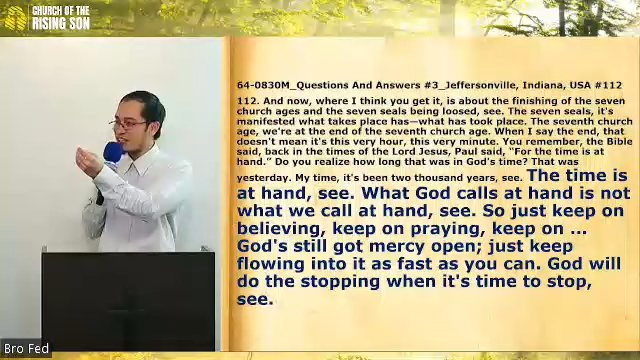 CHURCH OF THE
RISING SON
64-0830M_Questions And Answers #3_Jeffersonville, Indiana, USA #112
112. And now, where I think you get it, is about the finishing of the seven
church ages and the seven seals being loosed, see. The seven seals, it's
manifested what takes place has—what has took place. The seventh church
age, we're at the end of the seventh church age. When I say the end, that
doesn't mean it's this very hour, this very minute. You remember, the Bible
said, back in the times of the Lord Jesus, Paul said, "For the time is at
hand." Do you realize how long that was in God's time? That was
yesterday. My time, it's been two thousand years, see. The time is
at hand, see. What God calls at hand is not
what we call at hand, see. So just keep on
believing, keep on praying, keep on ...
God's still got mercy open; just keep
flowing into it as fast as you can. God will
do the stopping when it's time to stop,
see.
Bro Fed